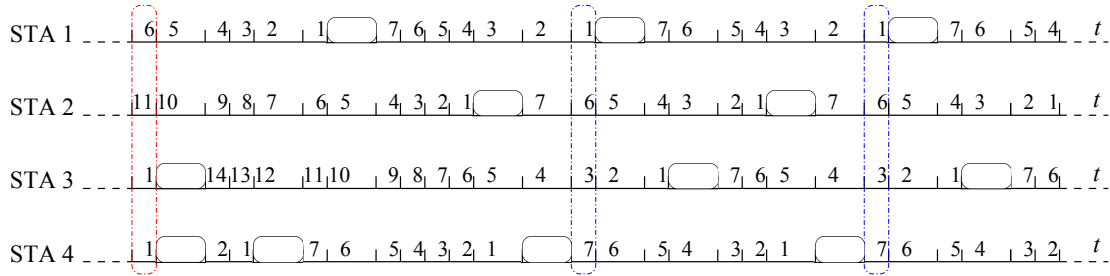 STA 1 6 5 4 3 2 1 7 6 5 4 3 2 1 7 6 5 4 3 2 1 7 6 5 4 t
STA 2 11 10 9 8 7 6 5 4 3 2 1 7 6 5 4 3 2 1 7 6 5 4 3 2 1 t
STA 3 1 14 13 12 11 10 9 8 7 6 5 4 3 2 1 7 6 5 4 3 2 1 7 6 t
STA 4 1 2 1 7 6 5 4 3 2 1 7 6 5 4 3 2 1 7 6 5 4 3 2 t